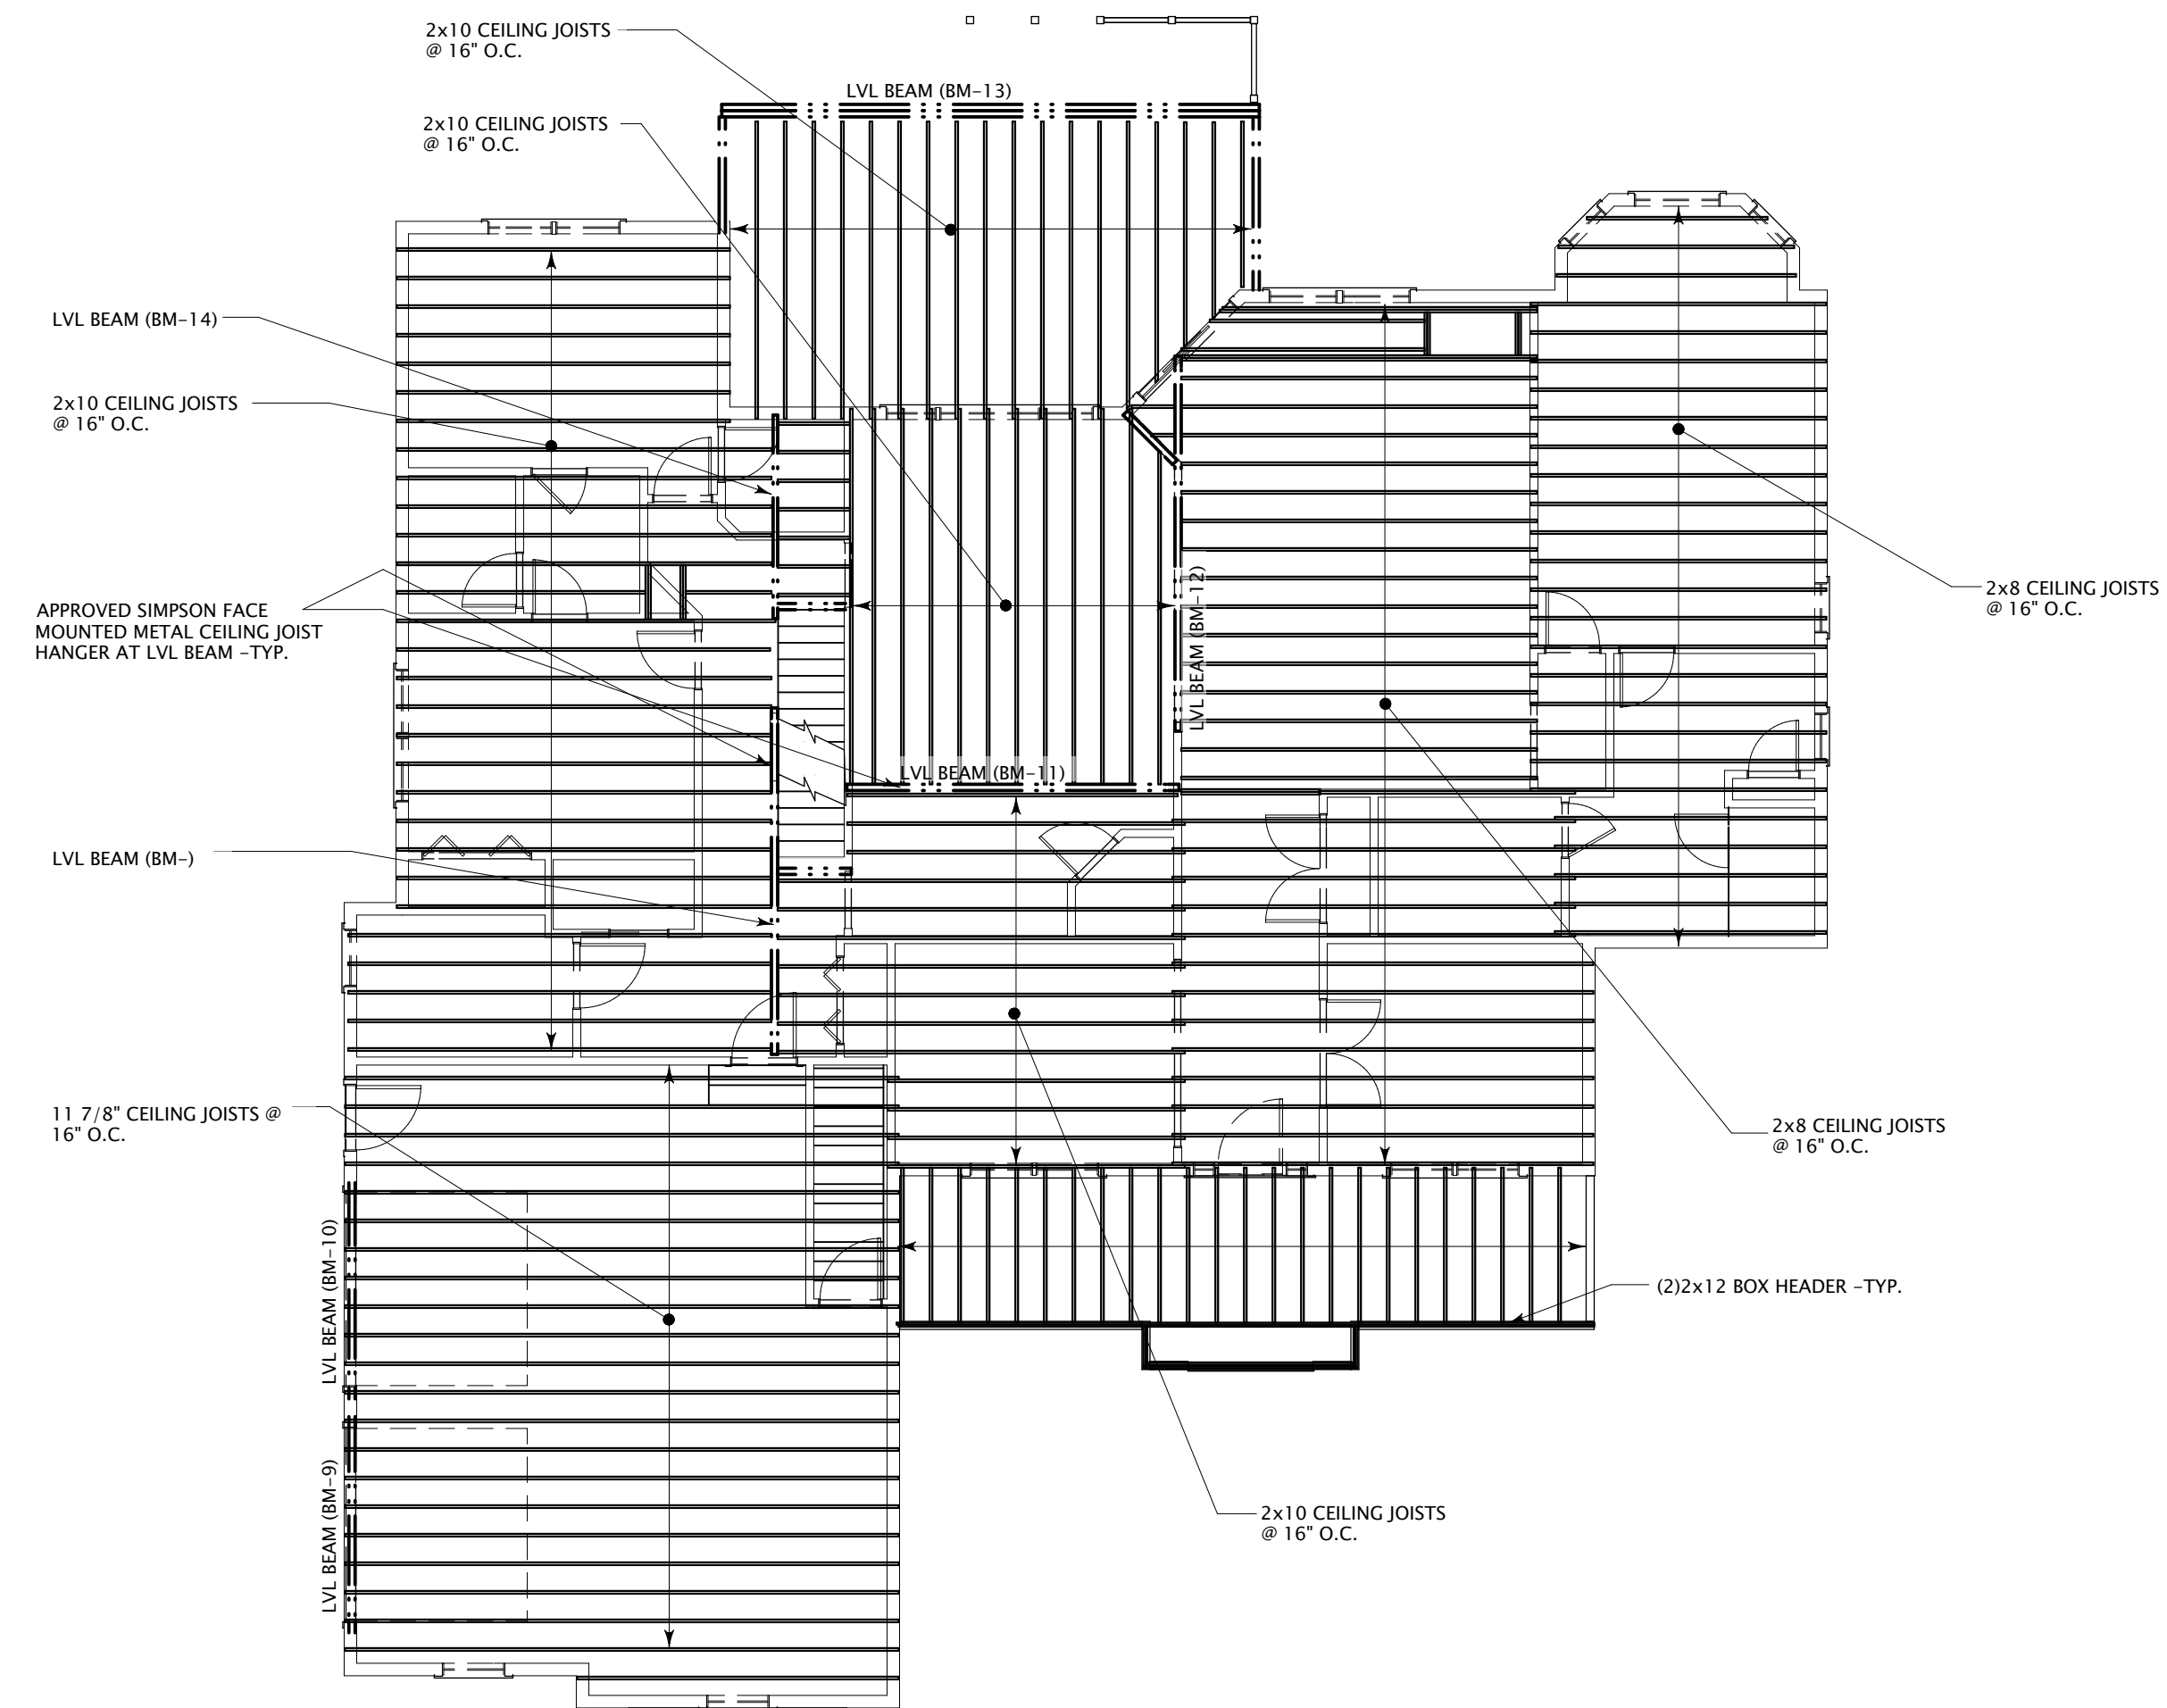 2x10 CEILING JOISTS
@ 16" O.C.
LVL BEAM (BM-13)
2x10 CEILING JOISTS
@ 16" O.C.
LVL BEAM (BM-14)
2x10 CEILING JOISTS
@ 16" O.C.
2x8 CEILING JOISTS
@ 16" O.C.
APPROVED SIMPSON FACE
MOUNTED METAL CEILING JOIST
HANGER AT LVL BEAM -TYP.
LVL BEAM (BM-12)
LVL BEAM (BM-11)
LVL BEAM (BM-)
11 7/8" CEILING JOISTS @
16" O.C.
2x8 CEILING JOISTS
@ 16" O.C.
LVL BEAM (BM-10)
(2)2x12 BOX HEADER -TYP.
LVL BEAM (BM-9)
2x10 CEILING JOISTS
@ 16" O.C.